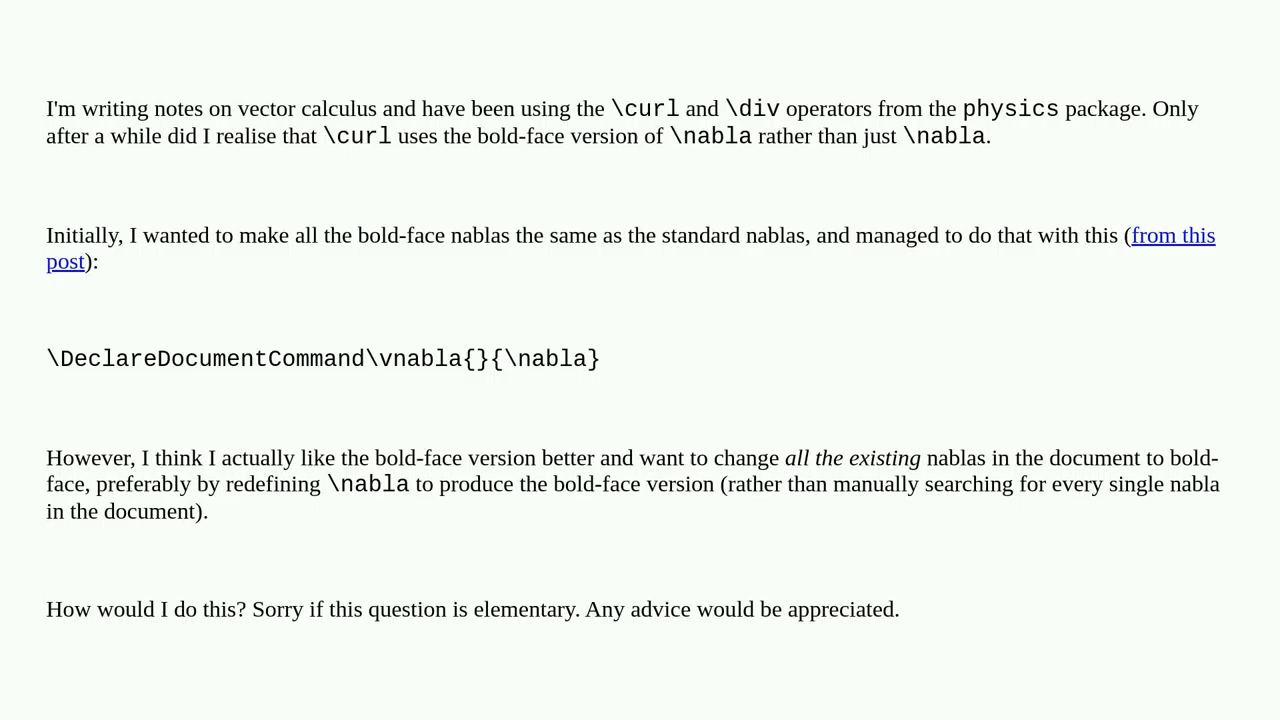 I'm writing notes on vector calculus and have been using the \curl and \div operators from the physics package. Only
after a while did I realise that \curl uses the bold-face version of \nabla rather than just \nabla.
Initially, I wanted to make all the bold-face nablas the same as the standard nablas, and managed to do that with this (from this
post):
\DeclareDocumentCommand\vnabla{}{\nabla}
However, I think I actually like the bold-face version better and want to change all the existing nablas in the document to bold-
face, preferably by redefining \nabla to produce the bold-face version (rather than manually searching for every single nabla
in the document).
How would I do this? Sorry if this question is elementary. Any advice would be appreciated.